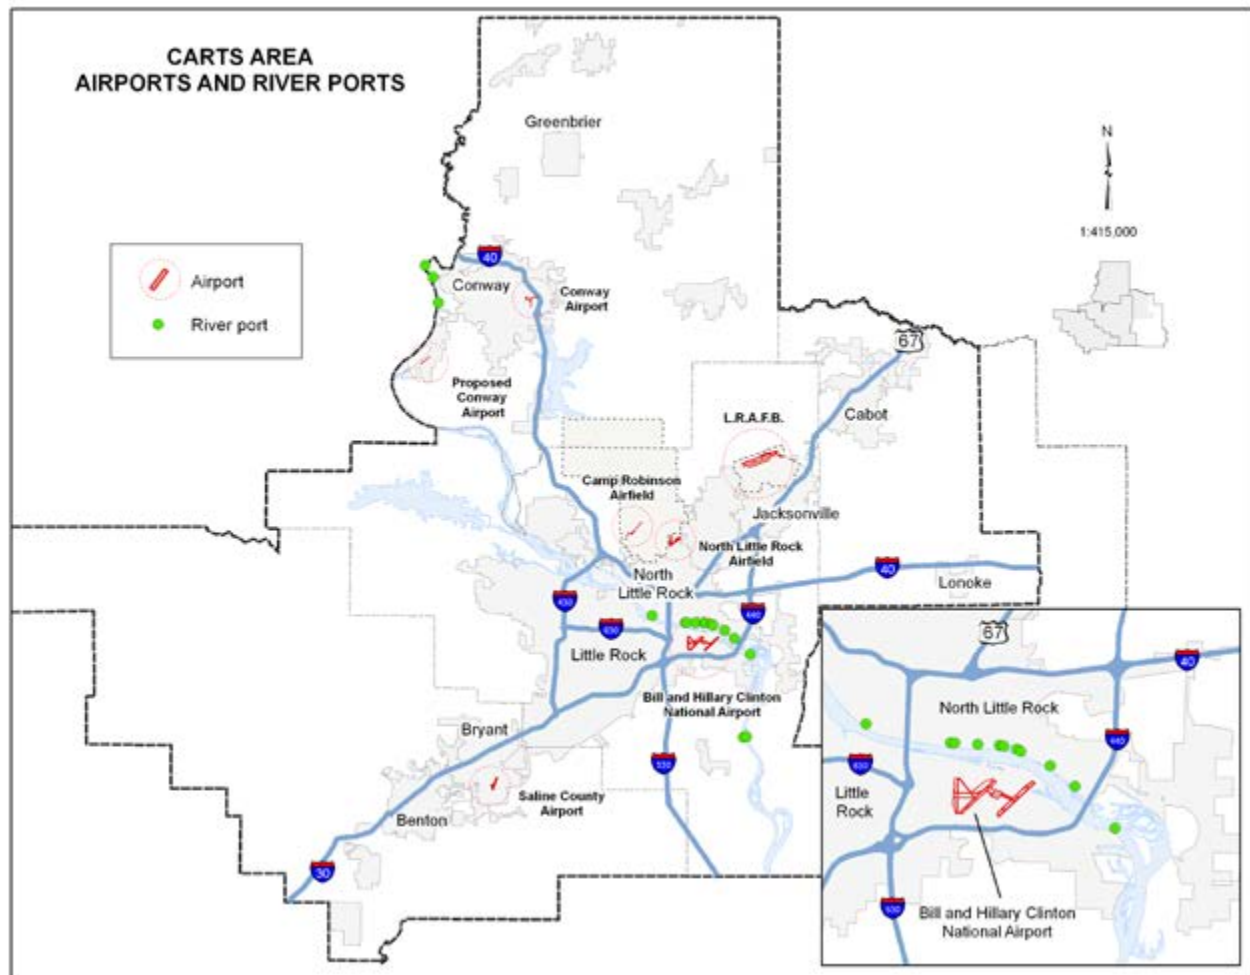 CARTS AREA
AIRPORTS AND RIVER PORTS
Greenbrier
N
1:415,000
Airport
River port
40
Conway
Conway
Airport
67
Proposed
Conway
Airport
Cabot
L.R.A.F.B.
Camp Robinson
Airfield
Jacksonville
North Little Rock
Airfield
40
Lonoke
North
Little Rock
430
440
630
Little Rock
Bill and Hillary Clinton
National Airport
Bryant
530
Saline County
Airport
Benton
30
67
40
North Little Rock
440
630
Little
Rock
530
Bill and Hillary Clinton
National Airport